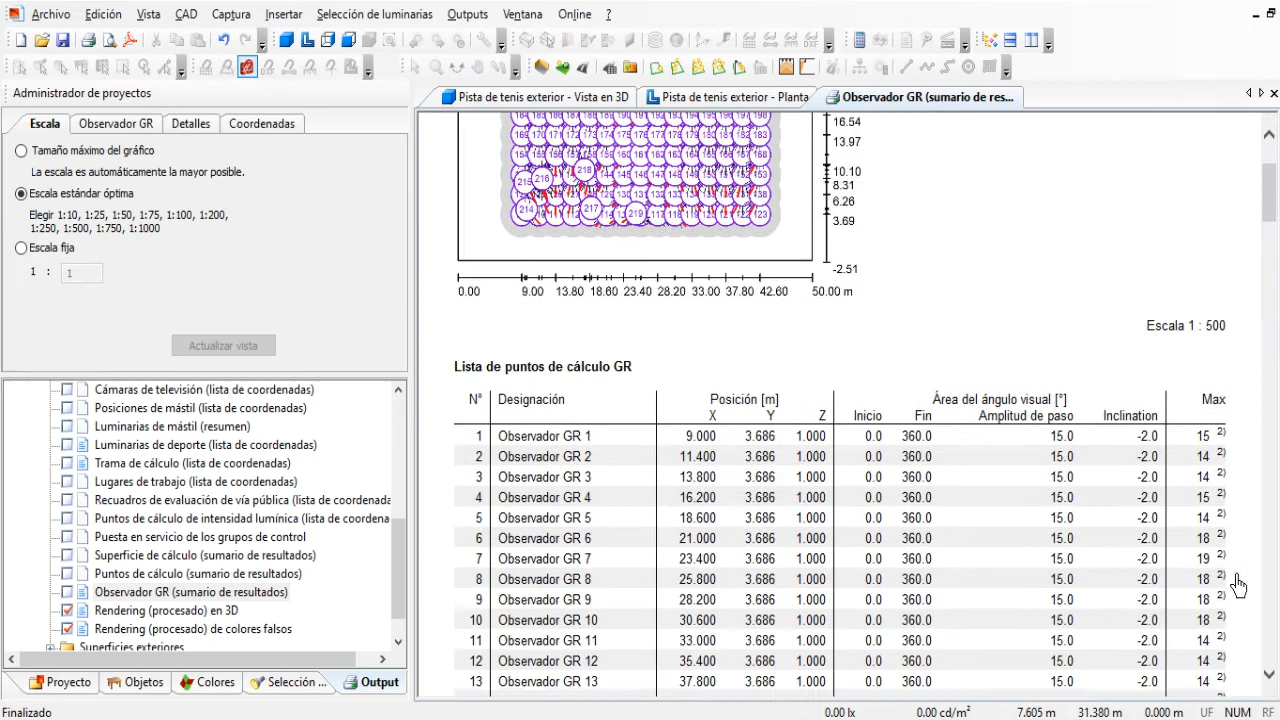 Archivo Edición Vista CAD Captura Insertar Selección de luminarias Outputs Ventana Online ?
Administrador de proyectos
Escala Observador GR Detalles Coordenadas
Tamaño máximo del gráfico
La escala es automáticamente la mayor posible.
Escala estándar óptima
Elegir 1:10, 1:25, 1:50, 1:75, 1:100, 1:200,
1:250, 1:500, 1:750, 1:1000
Escala fija
1 : 1
Actualizar vista
Cámaras de televisión (lista de coordenadas)
Posiciones de mástil (lista de coordenadas)
Luminarias de mástil (resumen)
Luminarias de deporte (lista de coordenadas)
Trama de cálculo (lista de coordenadas)
Lugares de trabajo (lista de coordenadas)
Recuadros de evaluación de vía pública (lista de coordenada
Puntos de cálculo de intensidad lumínica (lista de coordena
Puesta en servicio de los grupos de control
Superficie de cálculo (sumario de resultados)
Puntos de cálculo (sumario de resultados)
Observador GR (sumario de resultados)
Rendering (procesado) en 3D
Rendering (procesado) de colores falsos
Superficies exteriores
Proyecto Objetos Colores Selección ... Output
Pista de tenis exterior - Vista en 3D Pista de tenis exterior - Planta Observador GR (sumario de res...
16.54
13.97
10.10
8.31
6.26
3.69
-2.51
215 216 218
214 217 219
0.00 9.00 13.80 18.80 23.40 28.20 33.00 37.80 42.60 50.00 m
Escala 1 : 500
Lista de puntos de cálculo GR
N° Designación Posición [m] Área del ángulo visual [°] Max
X Y Z Inicio Fin Amplitud de paso Inclination
1 Observador GR 1 9.000 3.686 1.000 0.0 360.0 15.0 -2.0 15 2)
2 Observador GR 2 11.400 3.686 1.000 0.0 360.0 15.0 -2.0 14 2)
3 Observador GR 3 13.800 3.686 1.000 0.0 360.0 15.0 -2.0 14 2)
4 Observador GR 4 16.200 3.686 1.000 0.0 360.0 15.0 -2.0 15 2)
5 Observador GR 5 18.600 3.686 1.000 0.0 360.0 15.0 -2.0 14 2)
6 Observador GR 6 21.000 3.686 1.000 0.0 360.0 15.0 -2.0 18 2)
7 Observador GR 7 23.400 3.686 1.000 0.0 360.0 15.0 -2.0 19 2)
8 Observador GR 8 25.800 3.686 1.000 0.0 360.0 15.0 -2.0 18 2)
9 Observador GR 9 28.200 3.686 1.000 0.0 360.0 15.0 -2.0 18 2)
10 Observador GR 10 30.600 3.686 1.000 0.0 360.0 15.0 -2.0 18 2)
11 Observador GR 11 33.000 3.686 1.000 0.0 360.0 15.0 -2.0 14 2)
12 Observador GR 12 35.400 3.686 1.000 0.0 360.0 15.0 -2.0 14 2)
13 Observador GR 13 37.800 3.686 1.000 0.0 360.0 15.0 -2.0 14 2)
Finalizado 0.00 lx 0.00 cd/m² 7.605 m 31.380 m 0.000 m UF NUM RF